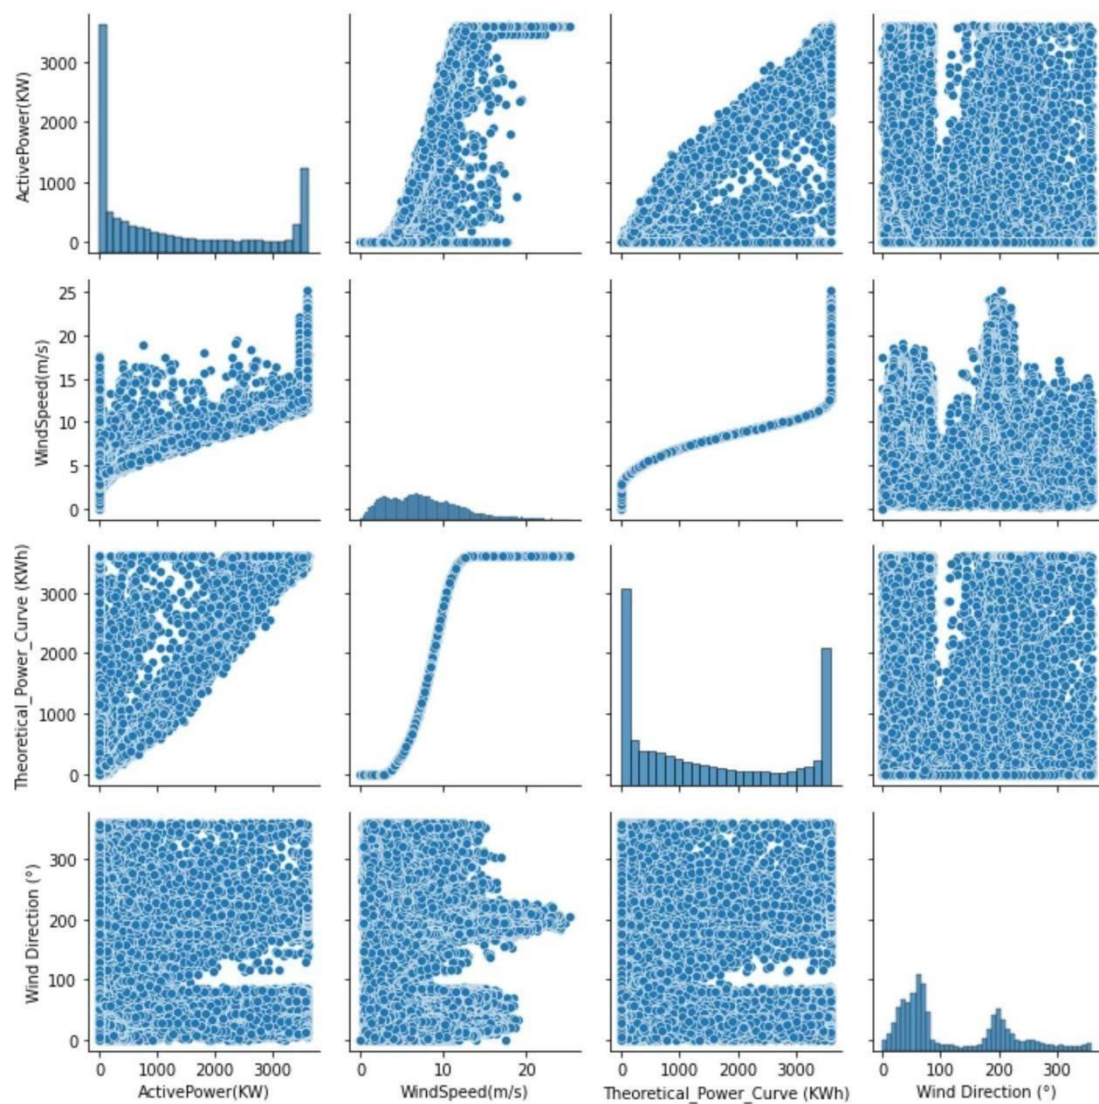 ActivePower(KW)
3000
2000
1000
0
WindSpeed(m/s)
25
20
15
10
5
0
Theoretical_Power_Curve (KWh)
3000
2000
1000
0
Wind Direction (°)
300
200
100
0
0 1000 2000 3000
0 10 20
0 1000 2000 3000
0 100 200 300
ActivePower(KW)
WindSpeed(m/s)
Theoretical_Power_Curve (KWh)
Wind Direction (°)